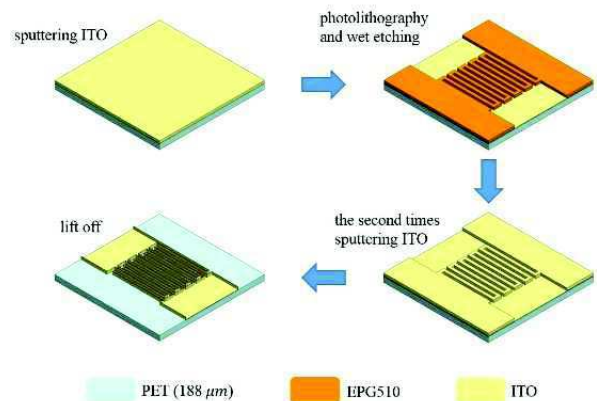 sputtering ITO
photolithography
and wet etching
lift off
the second times
sputtering ITO
PET (188 μm)
EPG510
ITO